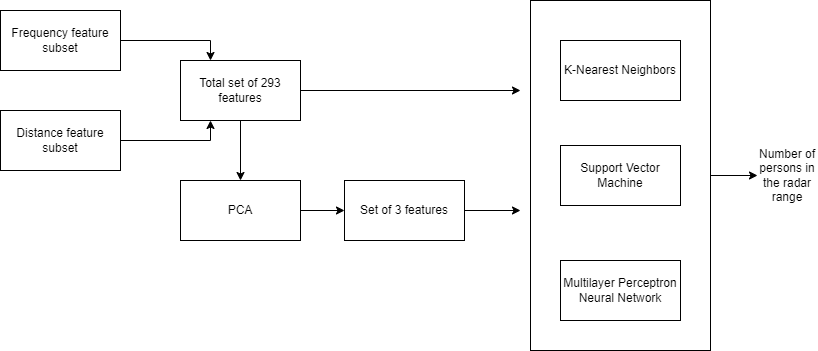 Frequency feature
subset
Distance feature
subset
Total set of 293
features
PCA
Set of 3 features
K-Nearest Neighbors
Support Vector
Machine
Multilayer Perceptron
Neural Network
Number of
persons in
the radar
range